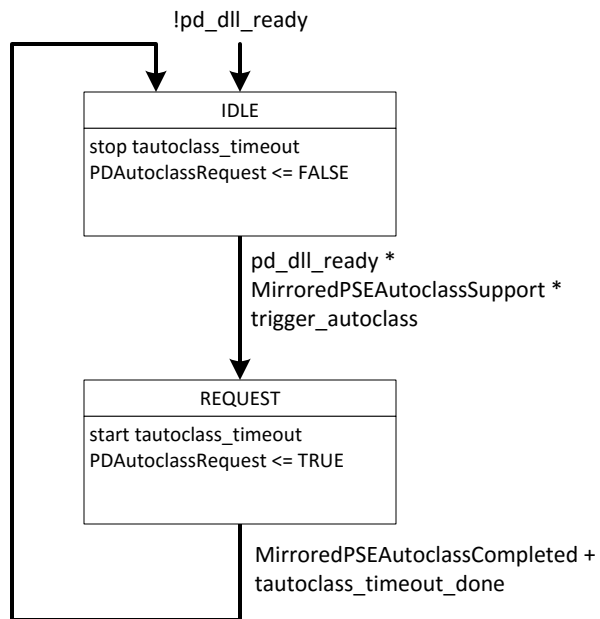 !pd_dll_ready
IDLE
stop tautoclass_timeout
PDAutoclassRequest <= FALSE
pd_dll_ready *
MirroredPSEAutoclassSupport *
trigger_autoclass
REQUEST
start tautoclass_timeout
PDAutoclassRequest <= TRUE
MirroredPSEAutoclassCompleted +
tautoclass_timeout_done